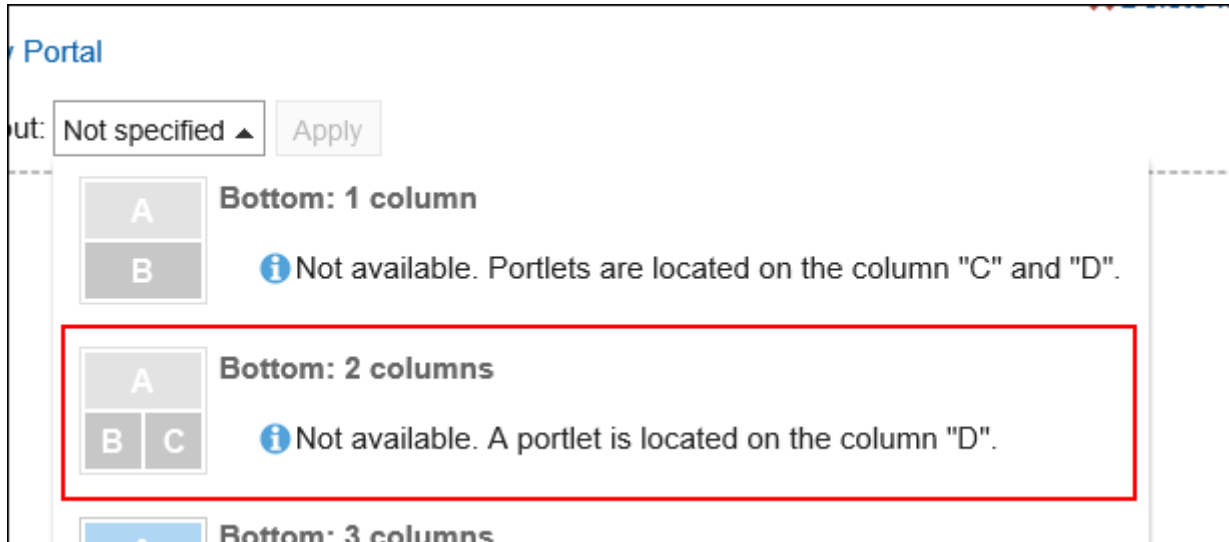 Portal
out: Not specified Apply
A
B
Bottom: 1 column
Not available. Portlets are located on the column "C" and "D".
A
B C
Bottom: 2 columns
Not available. A portlet is located on the column "D".
Bottom: 3 columns